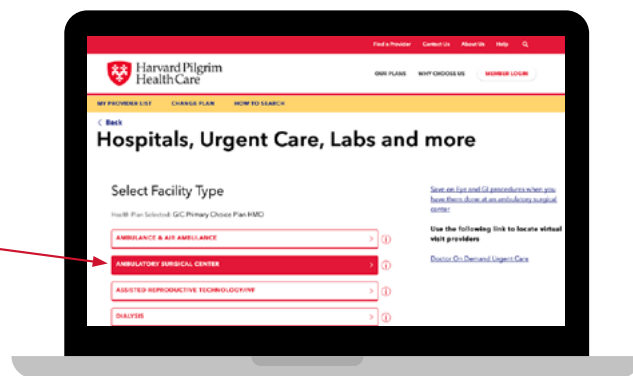 Find a Provider Contact Us About Us Help
Harvard Pilgrim
Health Care
OUR PLANS WHY CHOOSE US MEMBER LOGIN
MY PROVIDER LIST CHANGE PLAN HOW TO SEARCH
< Back
Hospitals, Urgent Care, Labs and more
Select Facility Type
Health Plan Selected: GIC Primary Choice Plan HMO
AMBULANCE & AIR AMBULANCE
AMBULATORY SURGICAL CENTER
ASSISTED REPRODUCTIVE TECHNOLOGY/IVF
DIALYSIS
Save on Eye and GI procedures when you
have them done at an ambulatory surgical
center
Use the following link to locate virtual
visit providers
Doctor On Demand Urgent Care